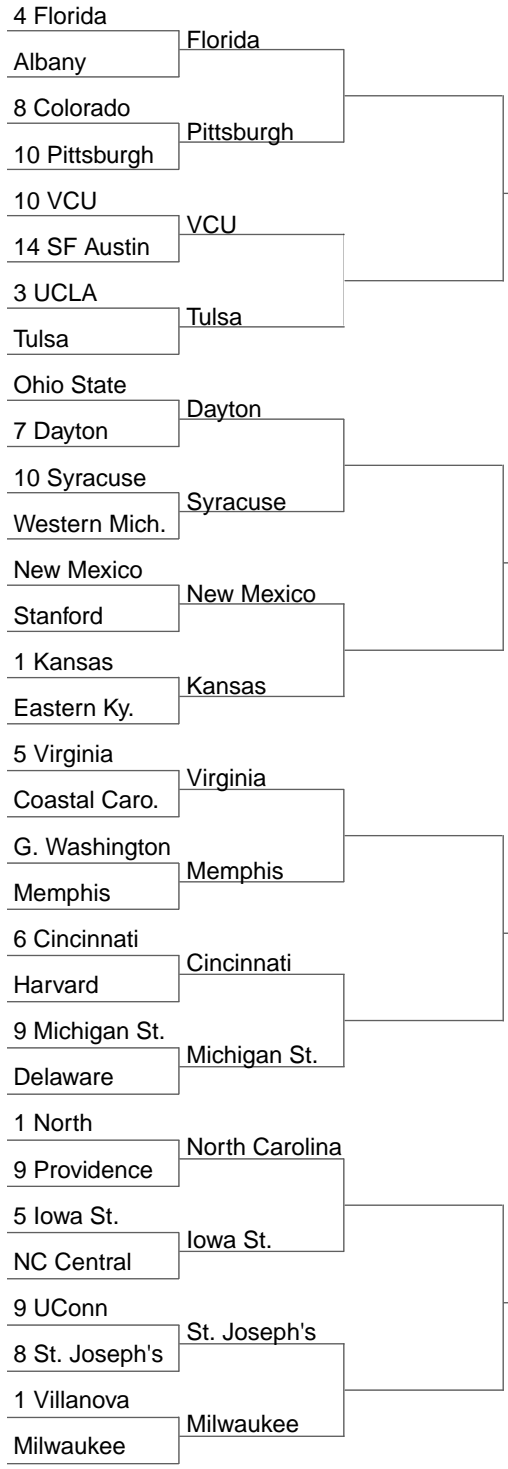 4 Florida
Florida
Albany
8 Colorado
Pittsburgh
10 Pittsburgh
10 VCU
VCU
14 SF Austin
3 UCLA
Tulsa
Tulsa
Ohio State
Dayton
7 Dayton
10 Syracuse
Syracuse
Western Mich.
New Mexico
New Mexico
Stanford
1 Kansas
Kansas
Eastern Ky.
5 Virginia
Virginia
Coastal Caro.
G. Washington
Memphis
Memphis
6 Cincinnati
Cincinnati
Harvard
9 Michigan St.
Michigan St.
Delaware
1 North
North Carolina
9 Providence
5 Iowa St.
Iowa St.
NC Central
9 UConn
St. Joseph's
8 St. Joseph's
1 Villanova
Milwaukee
Milwaukee